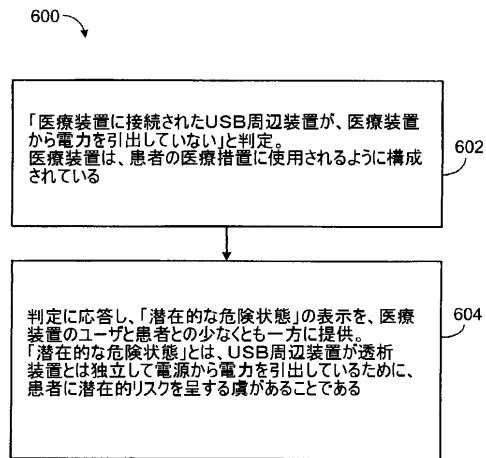 600
「医療装置に接続されたUSB周辺装置が、医療装置
から電力を引出していない」と判定。
医療装置は、患者の医療措置に使用されるように構成
されている
602
判定に応答し、「潜在的な危険状態」の表示を、医療
装置のユーザと患者との少なくとも一方に提供。
「潜在的な危険状態」とは、USB周辺装置が透析
装置とは独立して電源から電力を引出しているために、
患者に潜在的リスクを呈する虞があることである
604